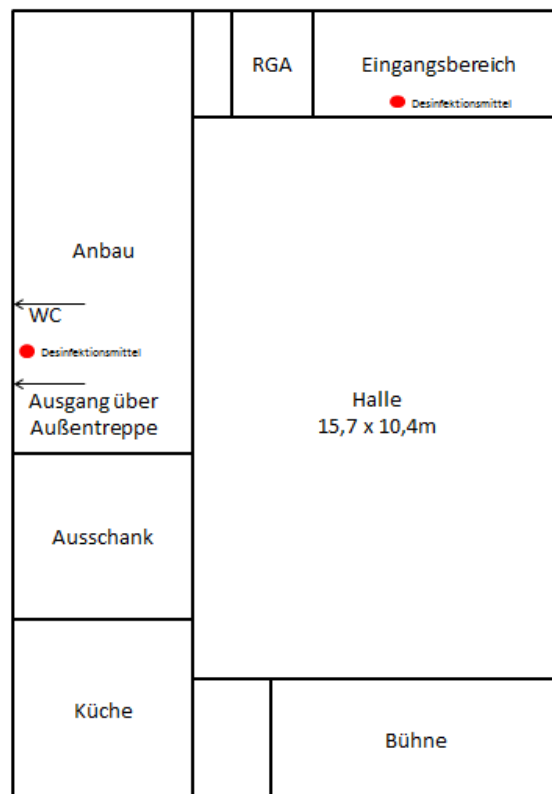 RGA
Eingangsbereich
Desinfektionsmittel
Anbau
WC
Desinfektionsmittel
Ausgang über
Außentreppe
Halle
15,7 x 10,4m
Ausschank
Küche
Bühne